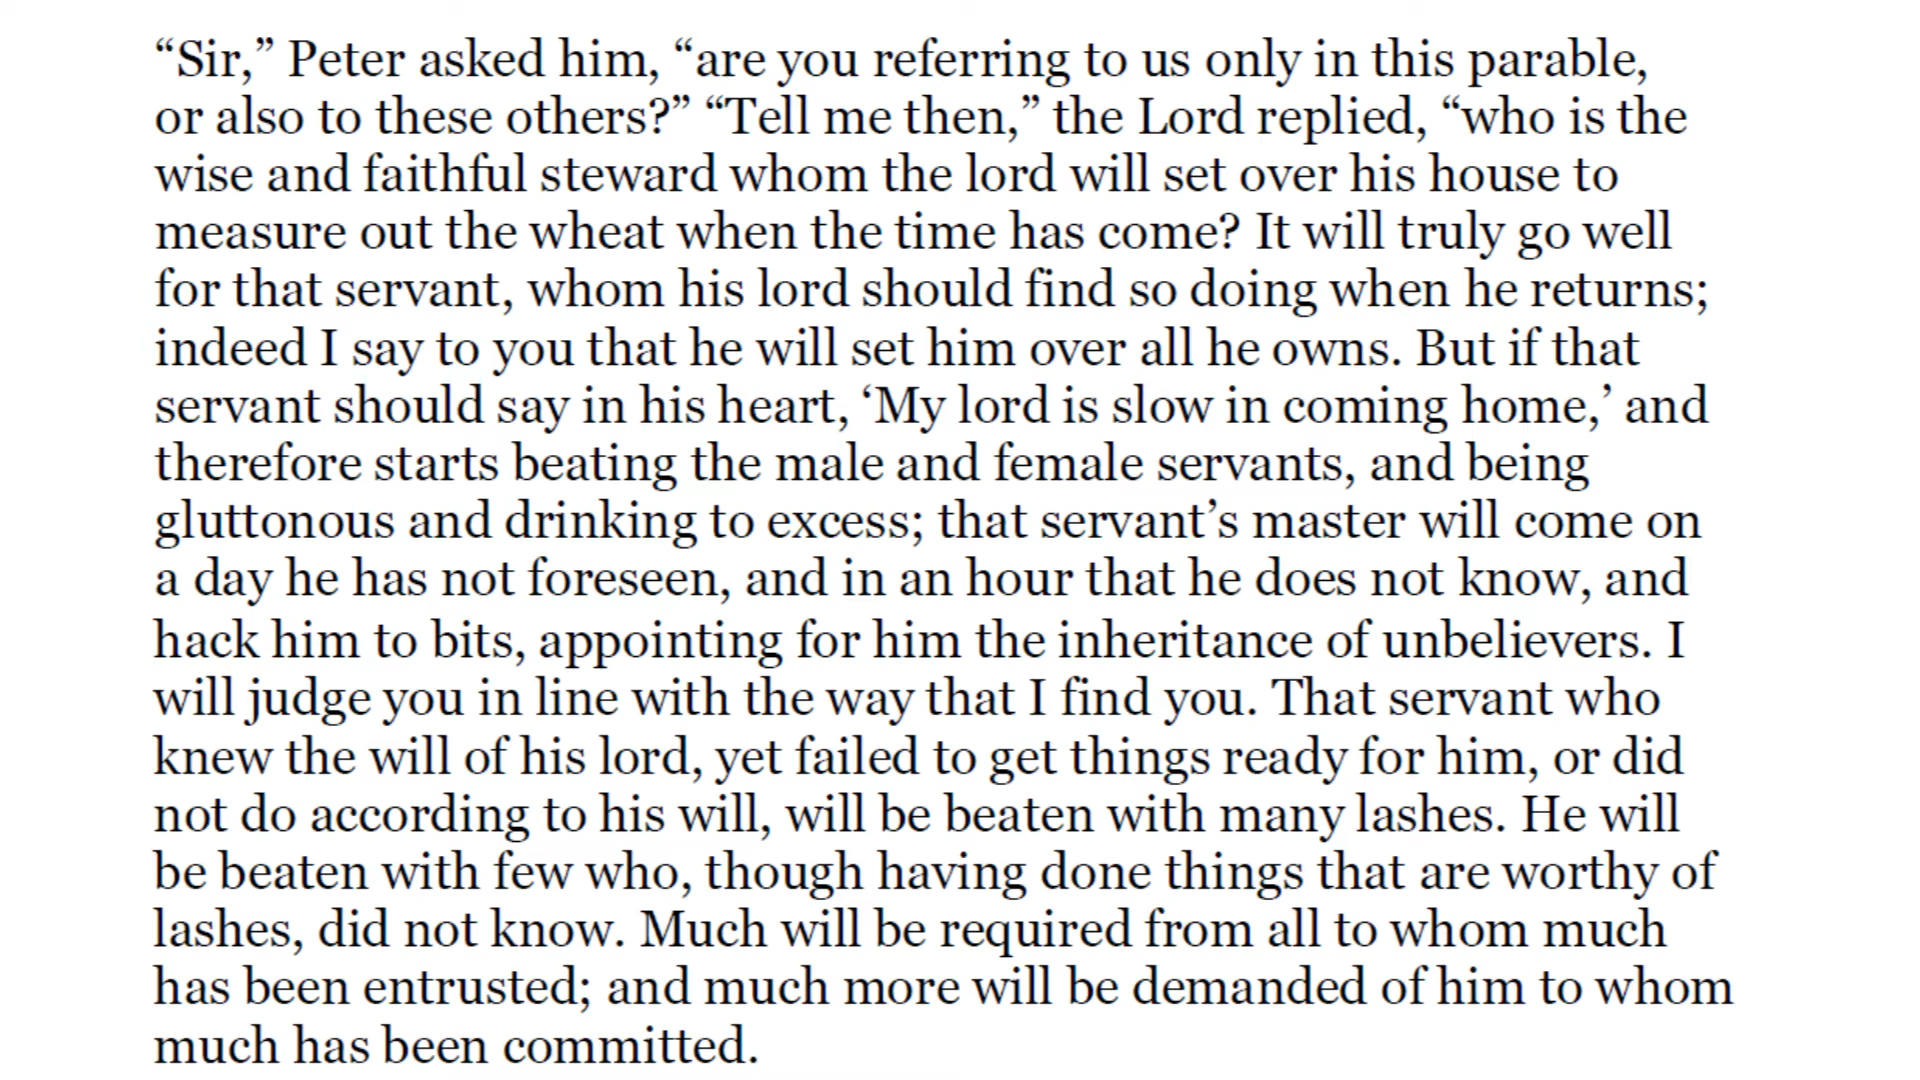 “Sir,” Peter asked him, “are you referring to us only in this parable,
or also to these others?” “Tell me then,” the Lord replied, “who is the
wise and faithful steward whom the lord will set over his house to
measure out the wheat when the time has come? It will truly go well
for that servant, whom his lord should find so doing when he returns;
indeed I say to you that he will set him over all he owns. But if that
servant should say in his heart, ‘My lord is slow in coming home,’ and
therefore starts beating the male and female servants, and being
gluttonous and drinking to excess; that servant’s master will come on
a day he has not foreseen, and in an hour that he does not know, and
hack him to bits, appointing for him the inheritance of unbelievers. I
will judge you in line with the way that I find you. That servant who
knew the will of his lord, yet failed to get things ready for him, or did
not do according to his will, will be beaten with many lashes. He will
be beaten with few who, though having done things that are worthy of
lashes, did not know. Much will be required from all to whom much
has been entrusted; and much more will be demanded of him to whom
much has been committed.